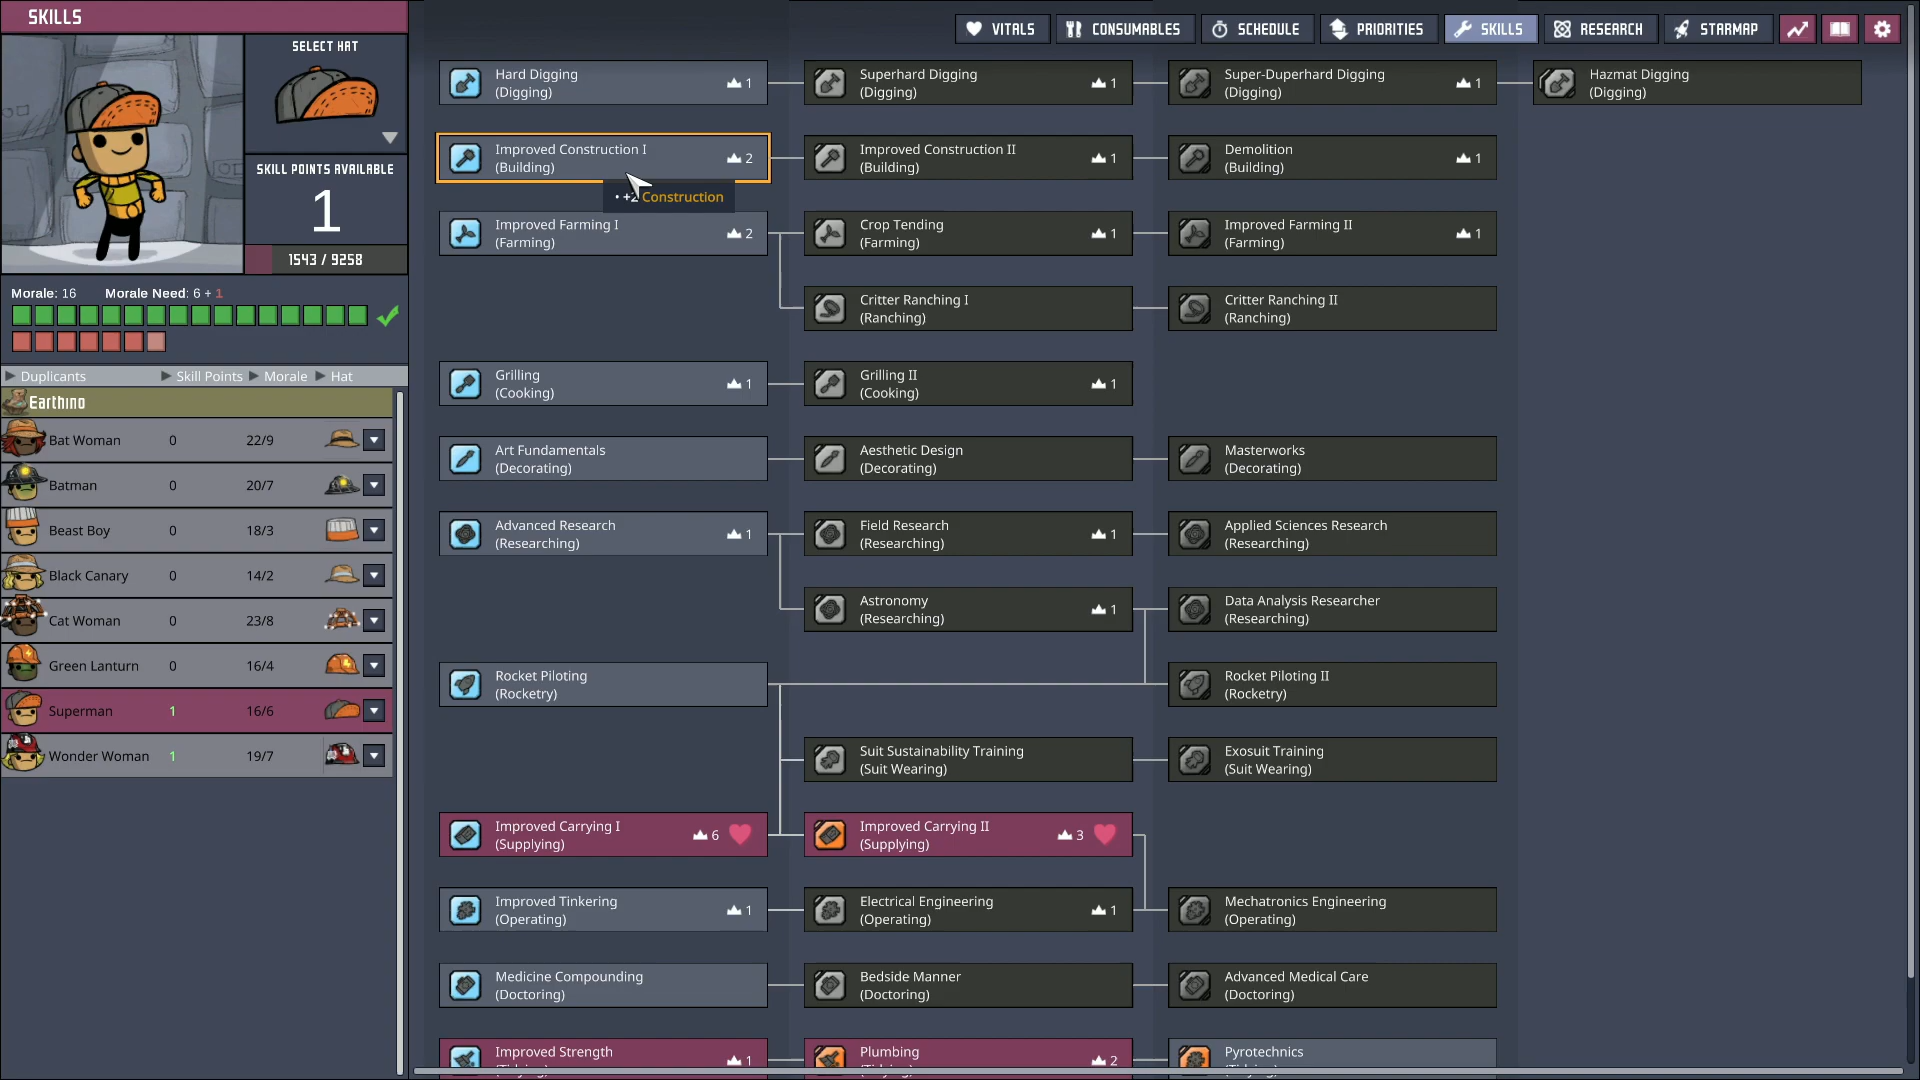 SKILLS
VITALS
CONSUMABLES
SCHEDULE
PRIORITIES
SKILLS
RESEARCH
STARMAP
SELECT HAT
SKILL POINTS AVAILABLE
1
1543 / 9258
Morale: 16 Morale Need: 6 + 1
Duplicants Skill Points Morale Hat
Earthino
Bat Woman 0 22/9
Batman 0 20/7
Beast Boy 0 18/3
Black Canary 0 14/2
Cat Woman 0 23/8
Green Lanturn 0 16/4
Superman 1 16/6
Wonder Woman 1 19/7
Hard Digging 1
(Digging)
Superhard Digging 1
(Digging)
Super-Duperhard Digging 1
(Digging)
Hazmat Digging
(Digging)
Improved Construction I 2
(Building)
Improved Construction II 1
(Building)
Demolition 1
(Building)
• +2 Construction
Improved Farming I 2
(Farming)
Crop Tending 1
(Farming)
Improved Farming II 1
(Farming)
Critter Ranching I
(Ranching)
Critter Ranching II
(Ranching)
Grilling 1
(Cooking)
Grilling II 1
(Cooking)
Art Fundamentals
(Decorating)
Aesthetic Design
(Decorating)
Masterworks
(Decorating)
Advanced Research 1
(Researching)
Field Research 1
(Researching)
Applied Sciences Research
(Researching)
Astronomy 1
(Researching)
Data Analysis Researcher
(Researching)
Rocket Piloting
(Rocketry)
Rocket Piloting II
(Rocketry)
Suit Sustainability Training
(Suit Wearing)
Exosuit Training
(Suit Wearing)
Improved Carrying I 6
(Supplying)
Improved Carrying II 3
(Supplying)
Improved Tinkering 1
(Operating)
Electrical Engineering 1
(Operating)
Mechatronics Engineering
(Operating)
Medicine Compounding
(Doctoring)
Bedside Manner
(Doctoring)
Advanced Medical Care
(Doctoring)
Improved Strength 1
Plumbing 2
Pyrotechnics